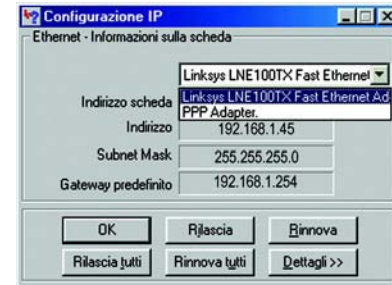 Configurazione IP
Ethernet - Informazioni sulla scheda
Linksys LNE100TX Fast Ethernet
Linksys LNE100TX Fast Ethernet Ad
PPP Adapter.
Indirizzo scheda
Indirizzo 192.168.1.45
Subnet Mask 255.255.255.0
Gateway predefinito 192.168.1.254
OK Rilascia Rinnova
Rilascia tutti Rinnova tutti Dettagli >>